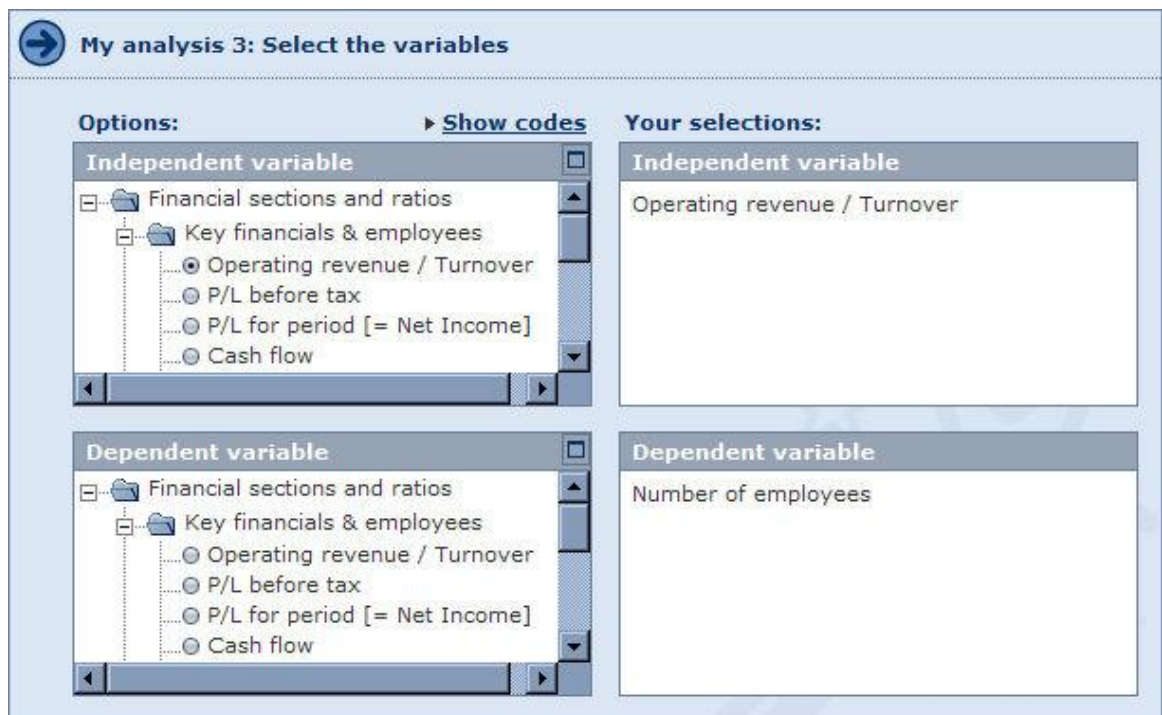 My analysis 3: Select the variables
Options:
Show codes
Your selections:
Independent variable
Financial sections and ratios
Key financials & employees
Operating revenue / Turnover
P/L before tax
P/L for period [= Net Income]
Cash flow
Independent variable
Operating revenue / Turnover
Dependent variable
Financial sections and ratios
Key financials & employees
Operating revenue / Turnover
P/L before tax
P/L for period [= Net Income]
Cash flow
Dependent variable
Number of employees